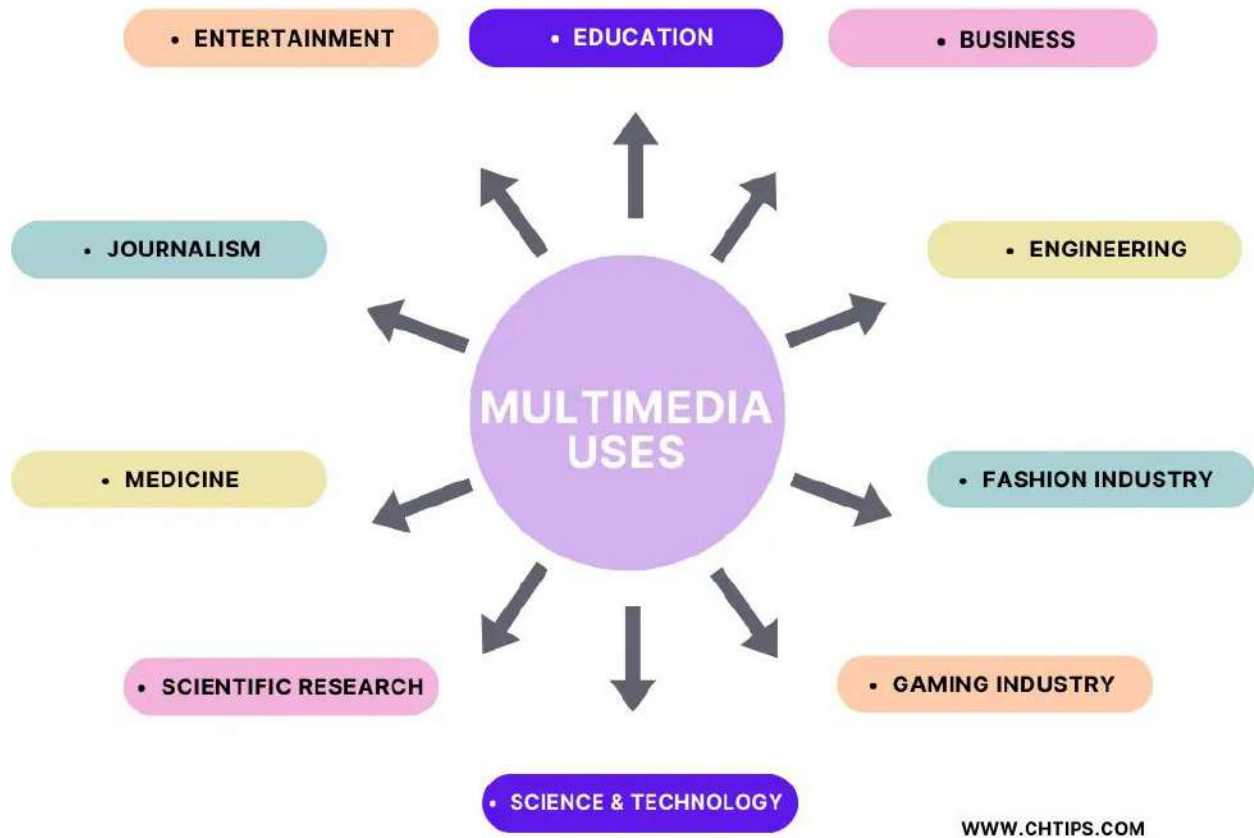 • ENTERTAINMENT
• EDUCATION
• BUSINESS
• JOURNALISM
• ENGINEERING
MULTIMEDIA
USES
• MEDICINE
• FASHION INDUSTRY
• SCIENTIFIC RESEARCH
• GAMING INDUSTRY
• SCIENCE & TECHNOLOGY
WWW.CHTIPS.COM